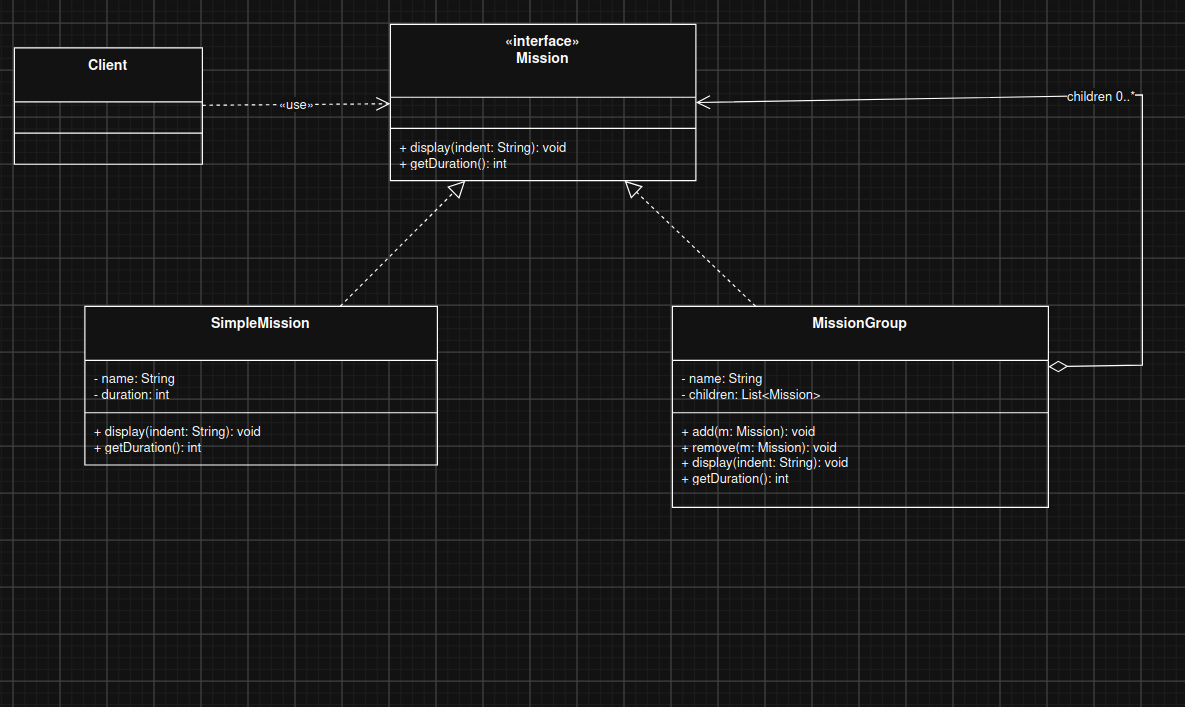 Client
«use»
«interface»
Mission
+ display(indent: String): void
+ getDuration(): int
children 0..*
SimpleMission
- name: String
- duration: int
+ display(indent: String): void
+ getDuration(): int
MissionGroup
- name: String
- children: List<Mission>
+ add(m: Mission): void
+ remove(m: Mission): void
+ display(indent: String): void
+ getDuration(): int